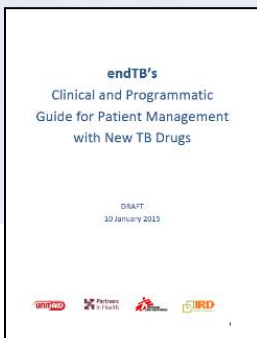 endTB's
Clinical and Programmatic
Guide for Patient Management
with New TB Drugs
DRAFT
10 January 2015
UNITAID
Partners
In Health
IRD